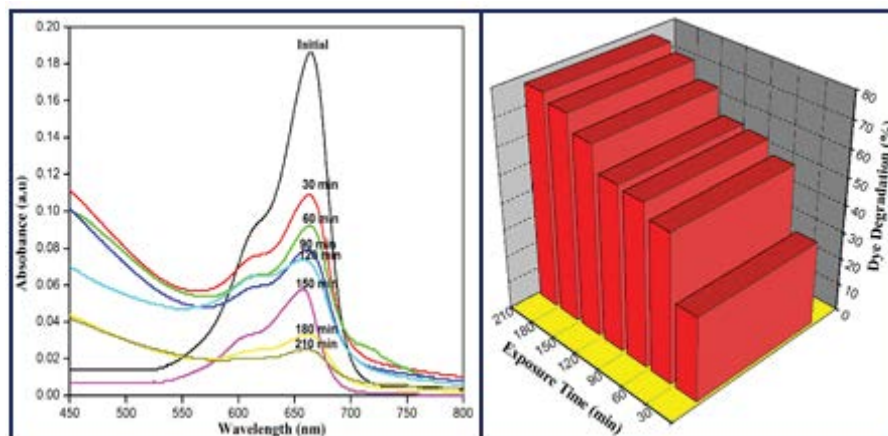 0.20
0.18
0.16
0.14
0.12
0.10
0.08
0.06
0.04
0.02
0.00
Absobance (a,u)
Initial
30 min
60 min
90 min
120 min
150 min
180 min
210 min
450 500 550 600 650 700 750 800
Wavelength (nm)
80
70
60
50
40
30
20
10
0
Dye Degradation (%)
210
180
150
120
90
60
30
Exposure Time (min)